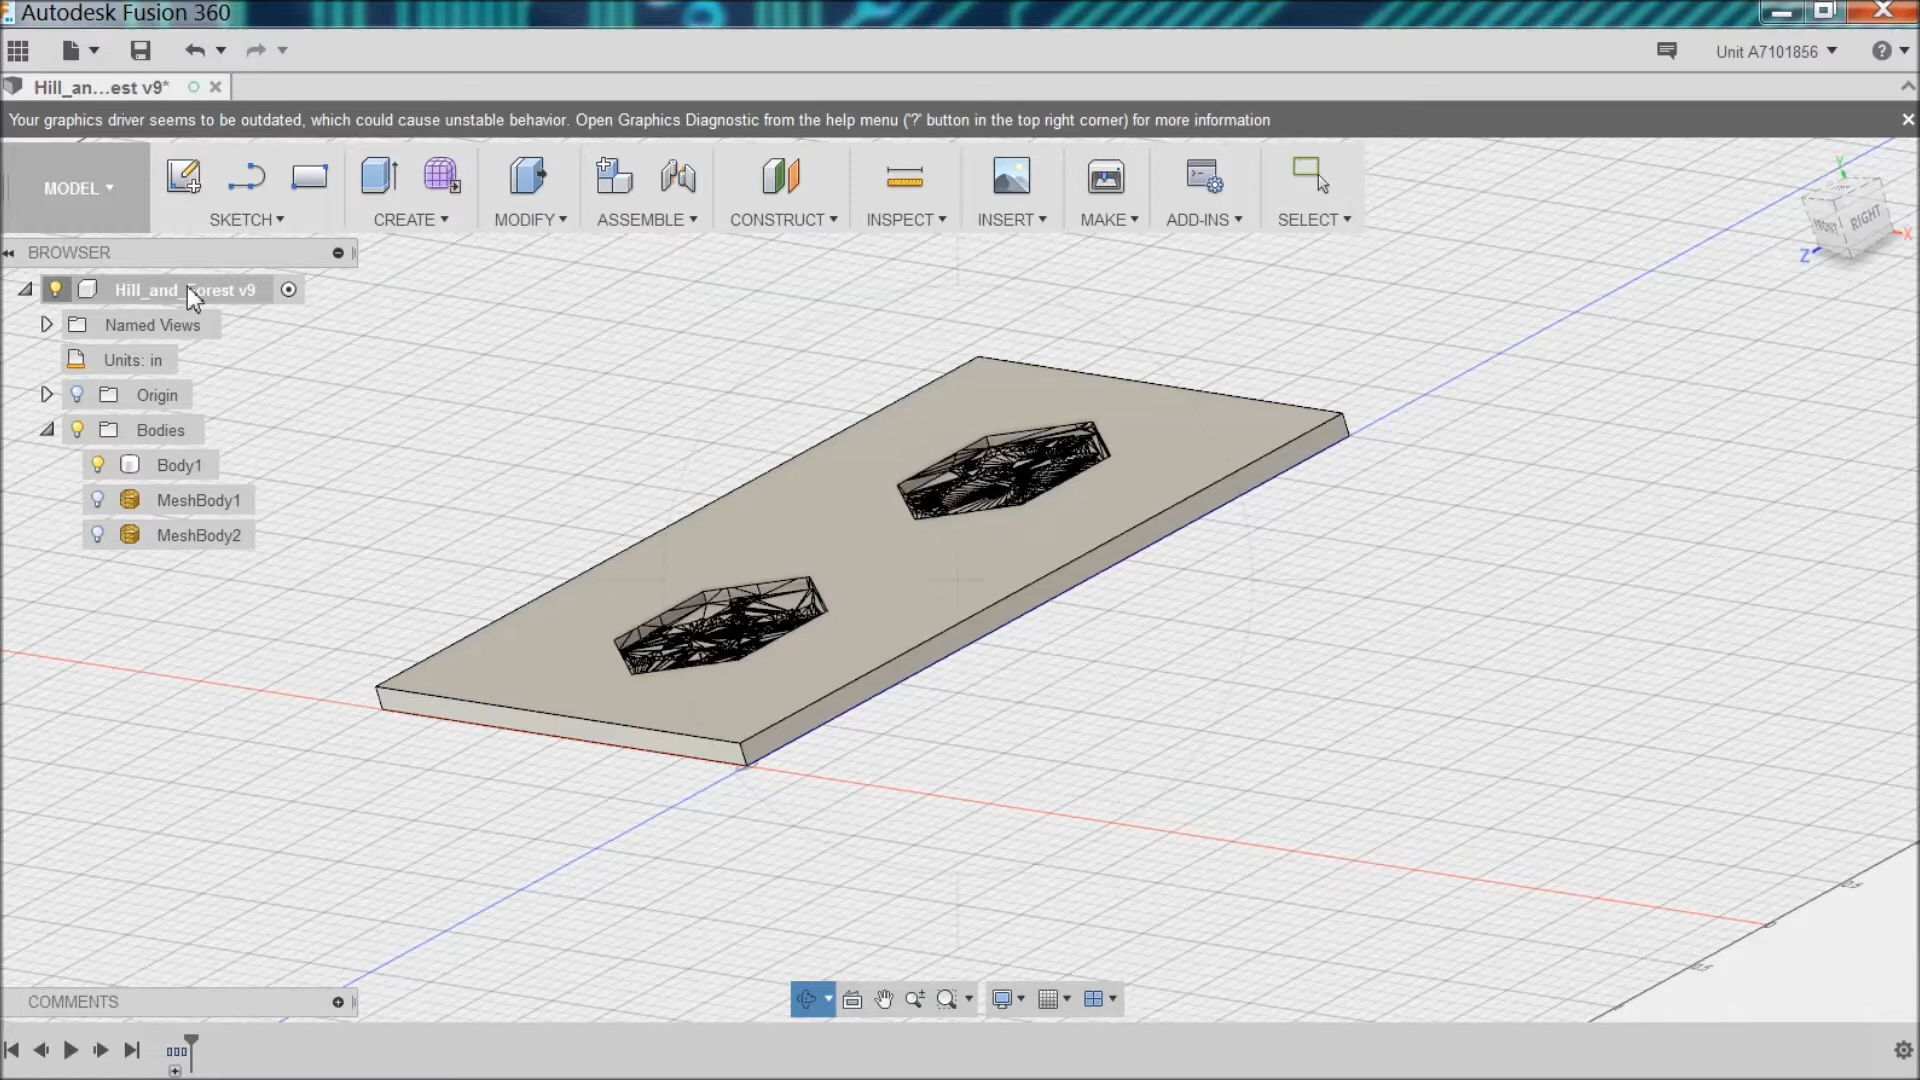 Autodesk Fusion 360
Unit A7101856
Hill_an...est v9*
Your graphics driver seems to be outdated, which could cause unstable behavior. Open Graphics Diagnostic from the help menu ('?' button in the top right corner) for more information
MODEL
SKETCH
CREATE
MODIFY
ASSEMBLE
CONSTRUCT
INSPECT
INSERT
MAKE
ADD-INS
SELECT
Y
FRONT
RIGHT
X
Z
BROWSER
Hill_and_Forest v9
Named Views
Units: in
Origin
Bodies
Body1
MeshBody1
MeshBody2
COMMENTS